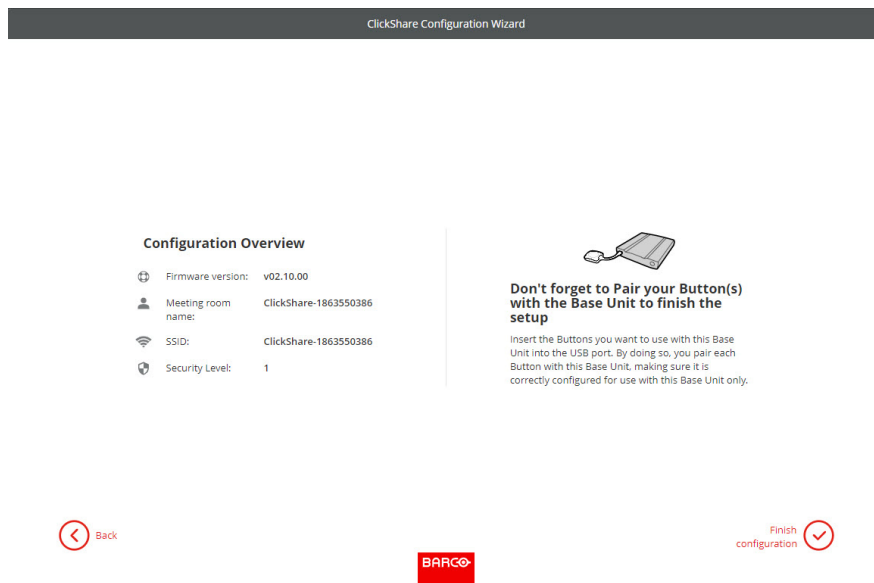 ClickShare Configuration Wizard
Configuration Overview
Firmware version: v02.10.00
Meeting room name: ClickShare-1863550386
SSID: ClickShare-1863550386
Security Level: 1
Don't forget to Pair your Button(s)
with the Base Unit to finish the
setup
Insert the Buttons you want to use with this Base
Unit into the USB port. By doing so, you pair each
Button with this Base Unit, making sure it is
correctly configured for use with this Base Unit only.
Back
Finish
configuration
BARCO